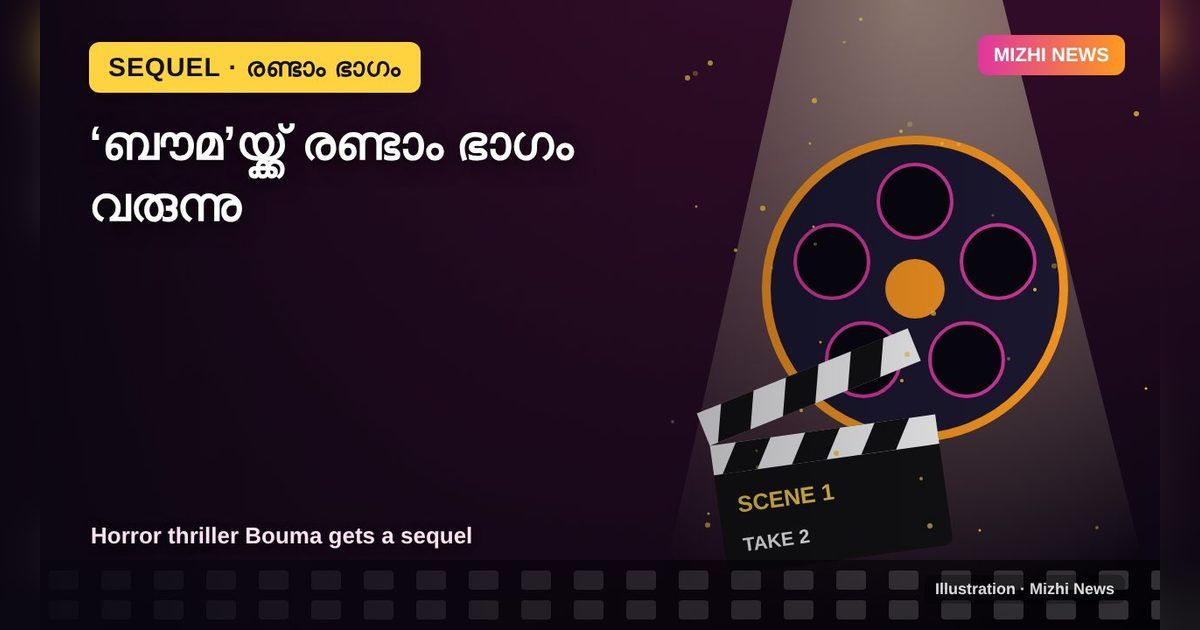 SEQUEL · രണ്ടാം ഭാഗം
MIZHI NEWS
‘ബൗമ’യ്ക്ക് രണ്ടാം ഭാഗം
വരുന്നു
SCENE 1
TAKE 2
Horror thriller Bouma gets a sequel
Illustration · Mizhi News